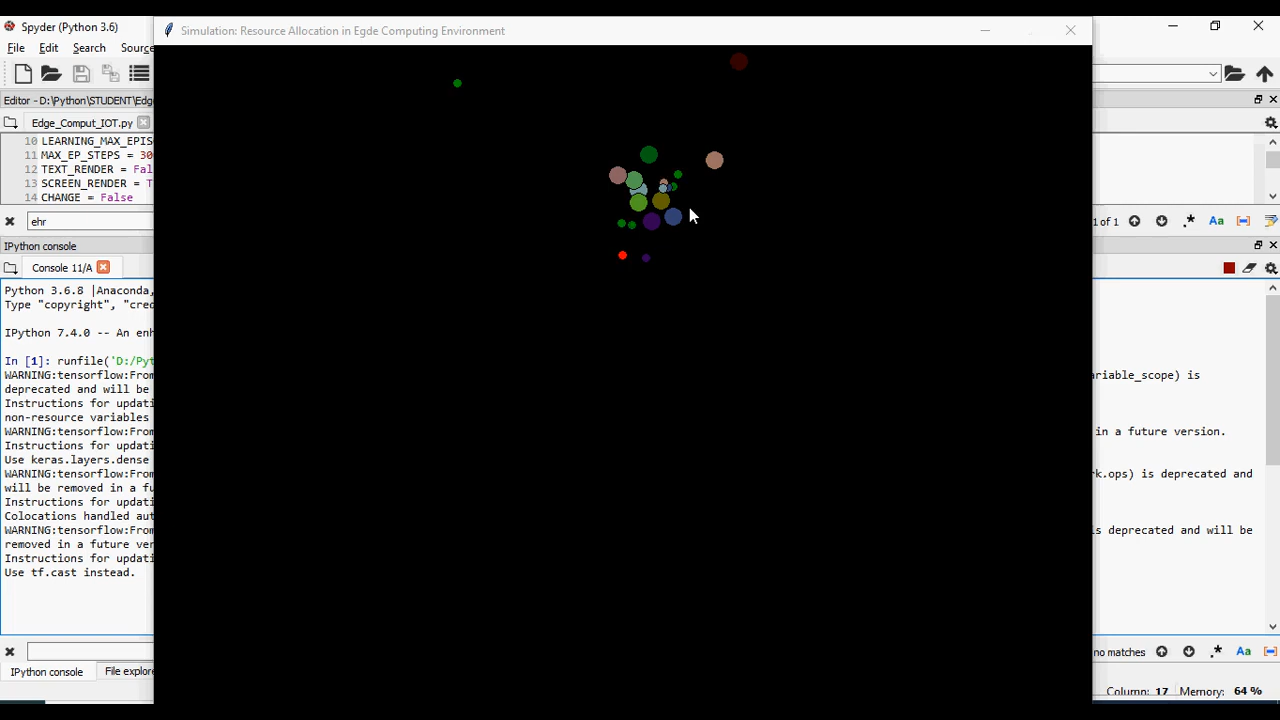 Spyder (Python 3.6)
Simulation: Resource Allocation in Egde Computing Environment
File Edit Search
Editor - D:\Python\STUDENT\
Edge_Comput_IOT.py
10 LEARNING_MAX_EPIS
11 MAX_EP_STEPS = 30
12 TEXT_RENDER = Fal
13 SCREEN_RENDER = T
14 CHANGE = False
ehr
1 of 1
Aa
IPython console
Console 11/A
Python 3.6.8 |Anaconda,
Type "copyright", "cred
IPython 7.4.0 -- An enh
In [1]: runfile('D:/Pyt
WARNING:tensorflow:From
ariable_scope) is
deprecated and will be
Instructions for updati
non-resource variables
WARNING:tensorflow:From
in a future version.
Instructions for updati
Use keras.layers.dense
WARNING:tensorflow:From
rk.ops) is deprecated and
will be removed in a fu
Instructions for updati
Colocations handled aut
WARNING:tensorflow:From
is deprecated and will be
removed in a future ver
Instructions for updati
Use tf.cast instead.
no matches
Aa
IPython console File explore
Column: 17 Memory: 64 %